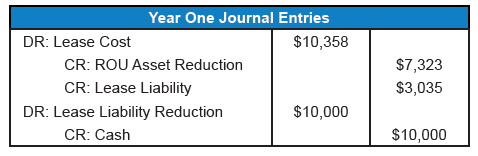 Year One Journal Entries
DR: Lease Cost $10,358
CR: ROU Asset Reduction $7,323
CR: Lease Liability $3,035
DR: Lease Liability Reduction $10,000
CR: Cash $10,000